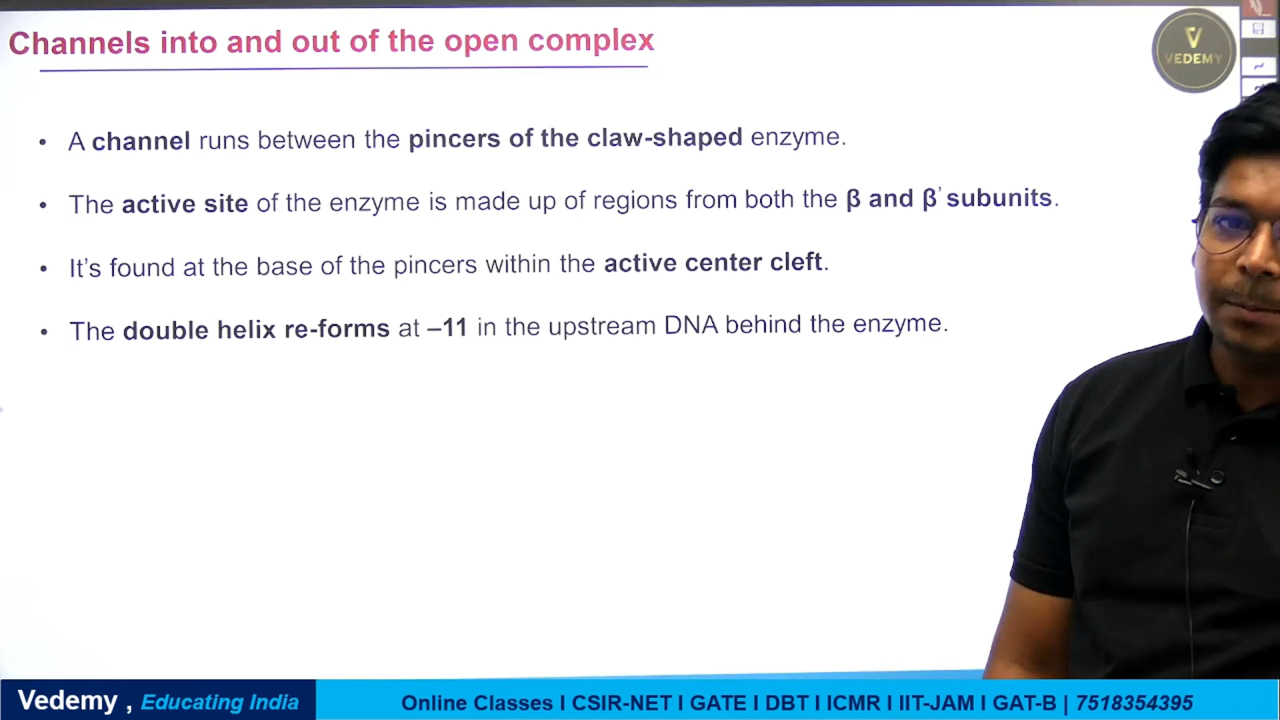 Channels into and out of the open complex
V
VEDEMY
• A channel runs between the pincers of the claw-shaped enzyme.
• The active site of the enzyme is made up of regions from both the β and β’ subunits.
• It’s found at the base of the pincers within the active center cleft.
• The double helix re-forms at –11 in the upstream DNA behind the enzyme.
Vedemy , Educating India
Online Classes I CSIR-NET I GATE I DBT I ICMR I IIT-JAM I GAT-B | 7518354395